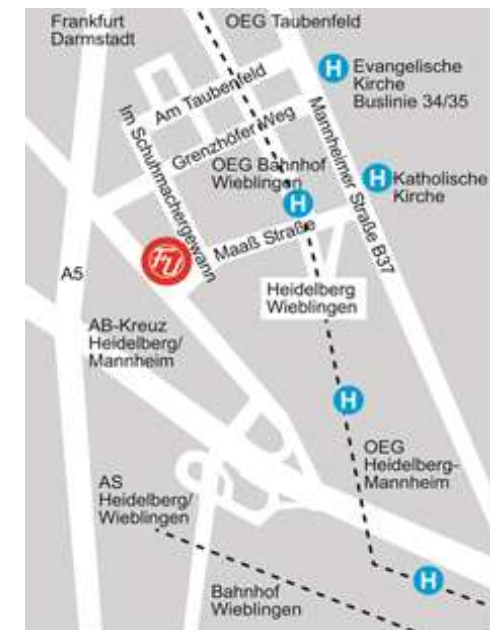 Frankfurt
Darmstadt
OEG Taubenfeld
Evangelische
Kirche
Buslinie 34/35
H
Am Taubenfeld
Im Schuhmachergewann
Grenzhöfer Weg
Mannheimer Straße B37
OEG Bahnhof
Wieblingen
H
H
Katholische
Kirche
Maaß Straße
FU
A5
Heidelberg
Wieblingen
AB-Kreuz
Heidelberg/
Mannheim
H
OEG
Heidelberg-
Mannheim
AS
Heidelberg/
Wieblingen
H
Bahnhof
Wieblingen